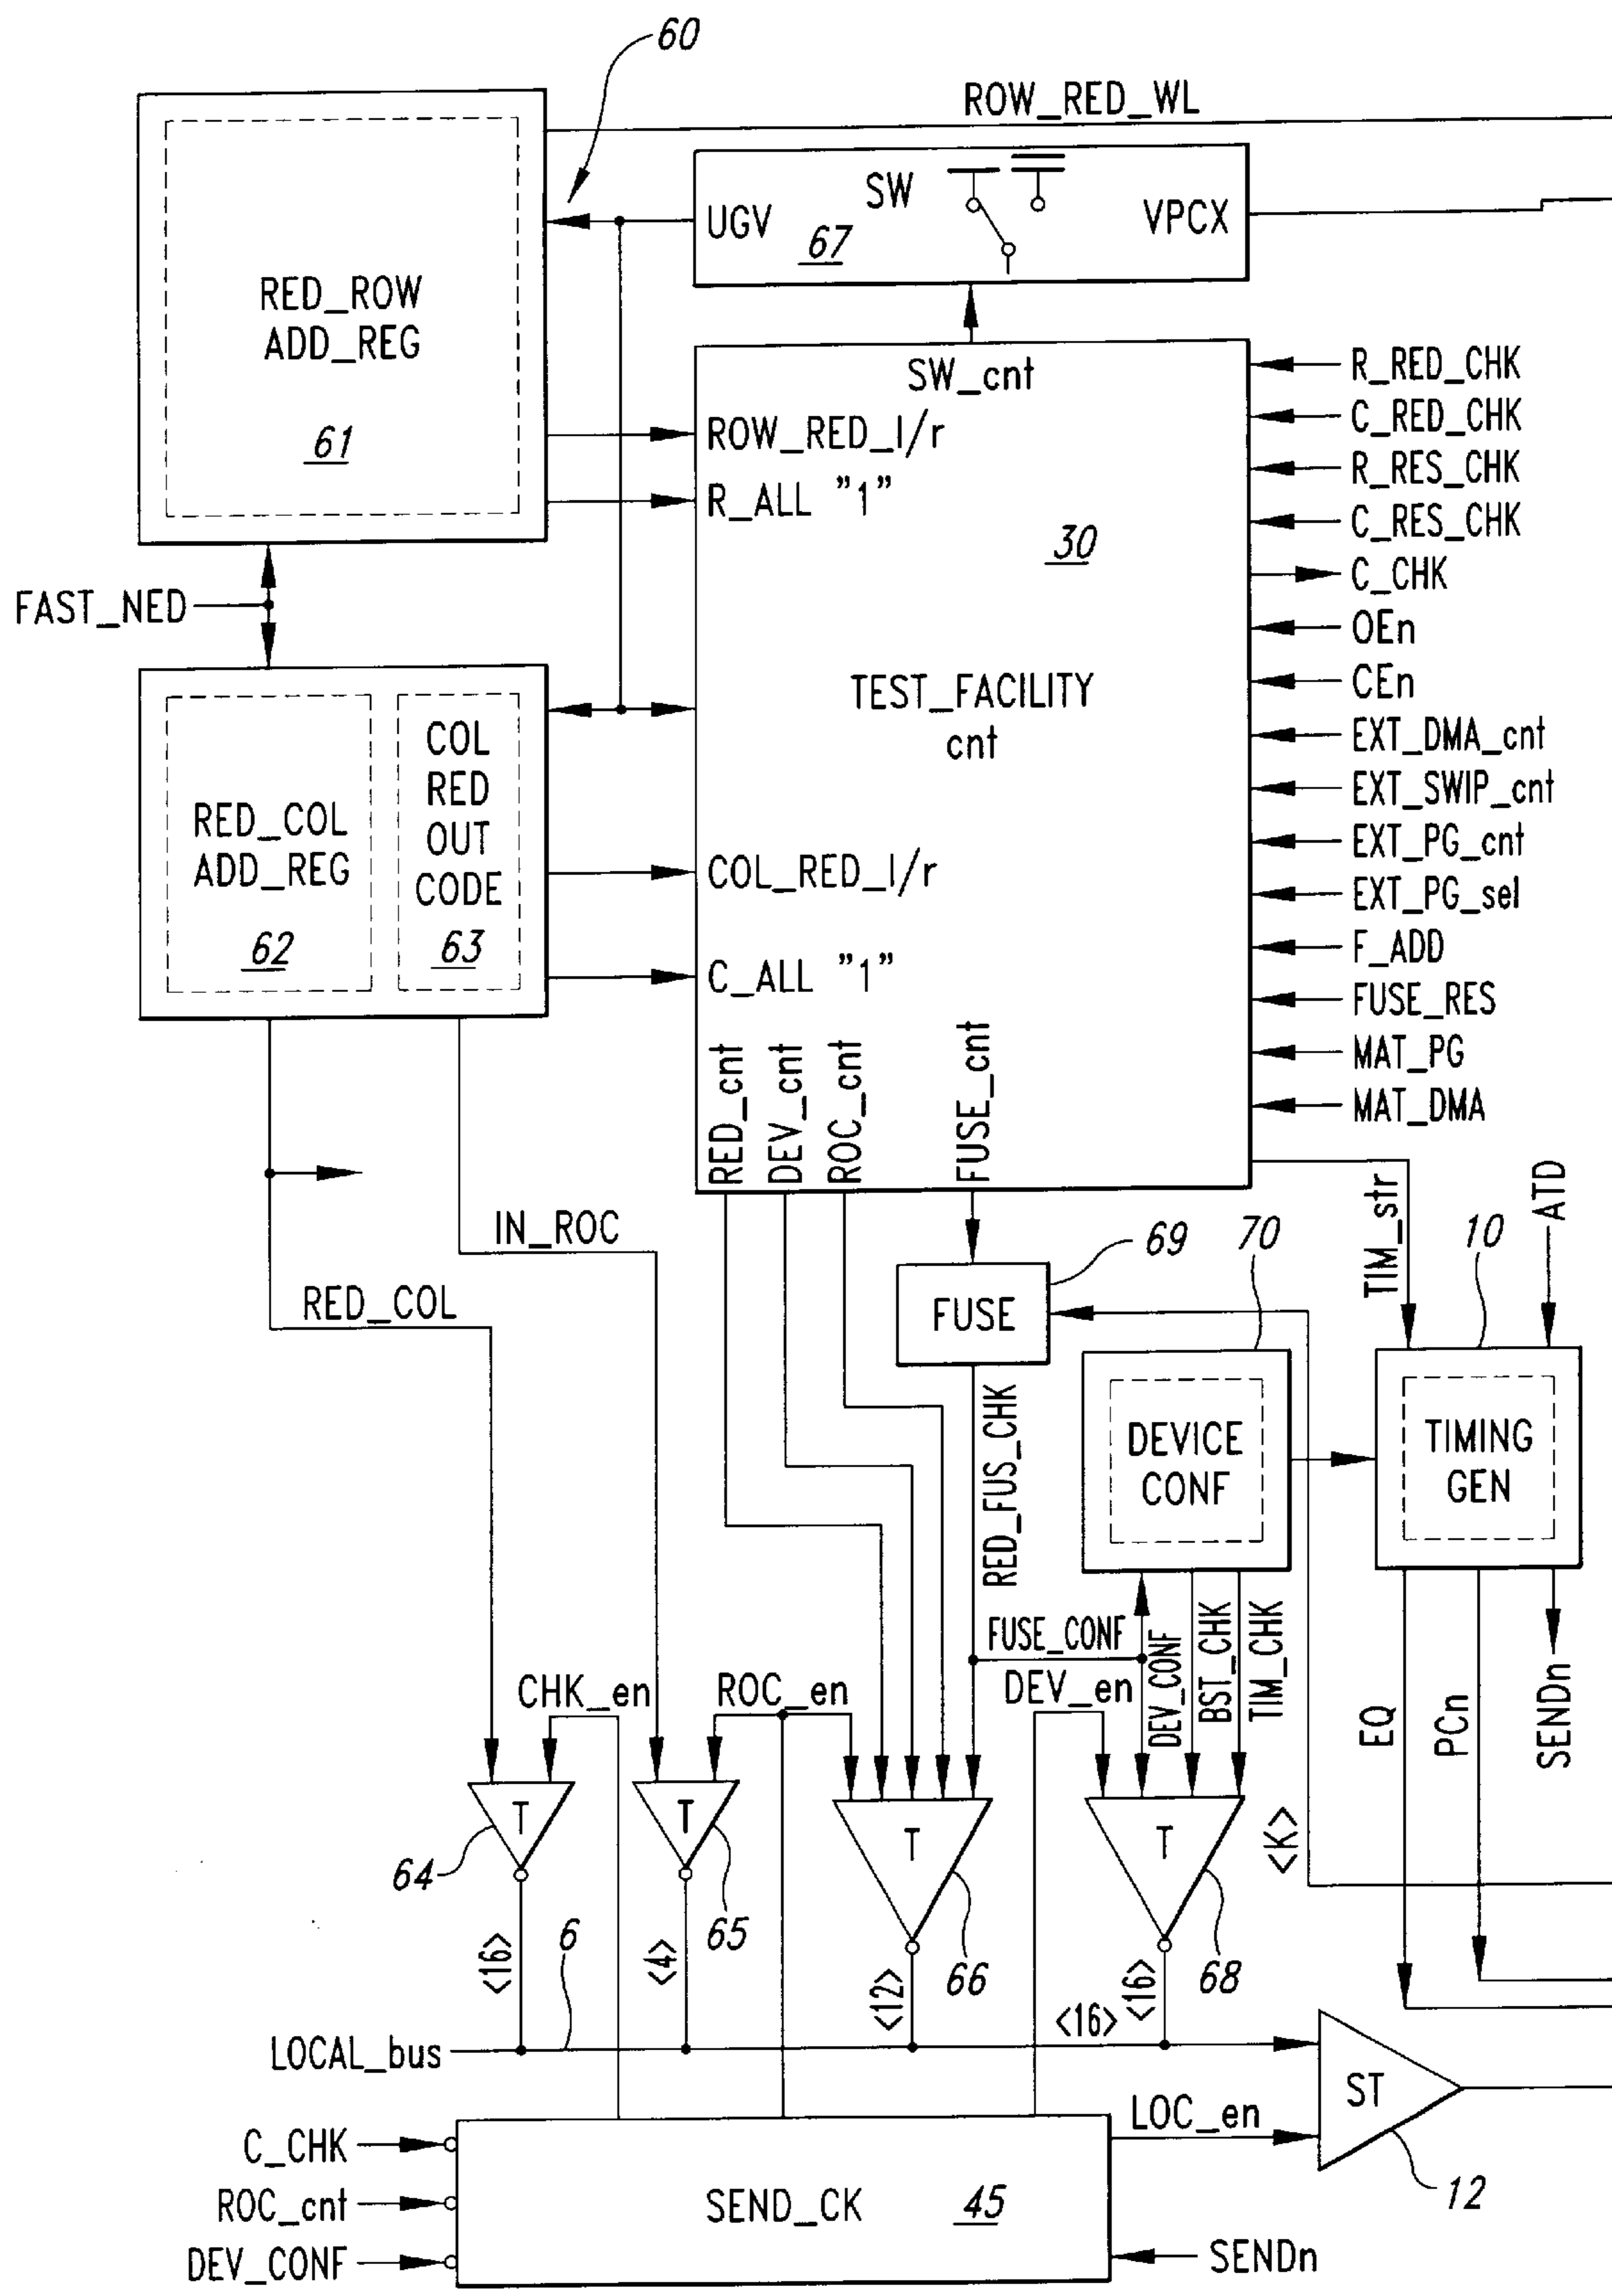 60
ROW_RED_WL
SW
UGV
67
VPCX
RED_ROW
ADD_REG
61
SW_cnt
ROW_RED_l/r
R_ALL "1"
30
R_RED_CHK
C_RED_CHK
R_RES_CHK
C_RES_CHK
C_CHK
OEn
CEn
EXT_DMA_cnt
EXT_SWIP_cnt
EXT_PG_cnt
EXT_PG_sel
F_ADD
FUSE_RES
MAT_PG
MAT_DMA
FAST_NED
TEST_FACILITY
cnt
RED_COL
ADD_REG
62
COL
RED
OUT
CODE
63
COL_RED_l/r
C_ALL "1"
RED_cnt
DEV_cnt
ROC_cnt
FUSE_cnt
IN_ROC
RED_COL
69
FUSE
70
TIM_str
10
ATD
RED_FUS_CHK
DEVICE
CONF
TIMING
GEN
FUSE_CONF
DEV_CONF
BST_CHK
TIM_CHK
CHK_en
ROC_en
DEV_en
EQ
PCn
SENDn
T
T
T
T
64
65
66
68
<K>
<16>
6
<4>
<12>
<16>
<16>
LOCAL_bus
ST
12
LOC_en
C_CHK
ROC_cnt
DEV_CONF
SEND_CK
45
SENDn